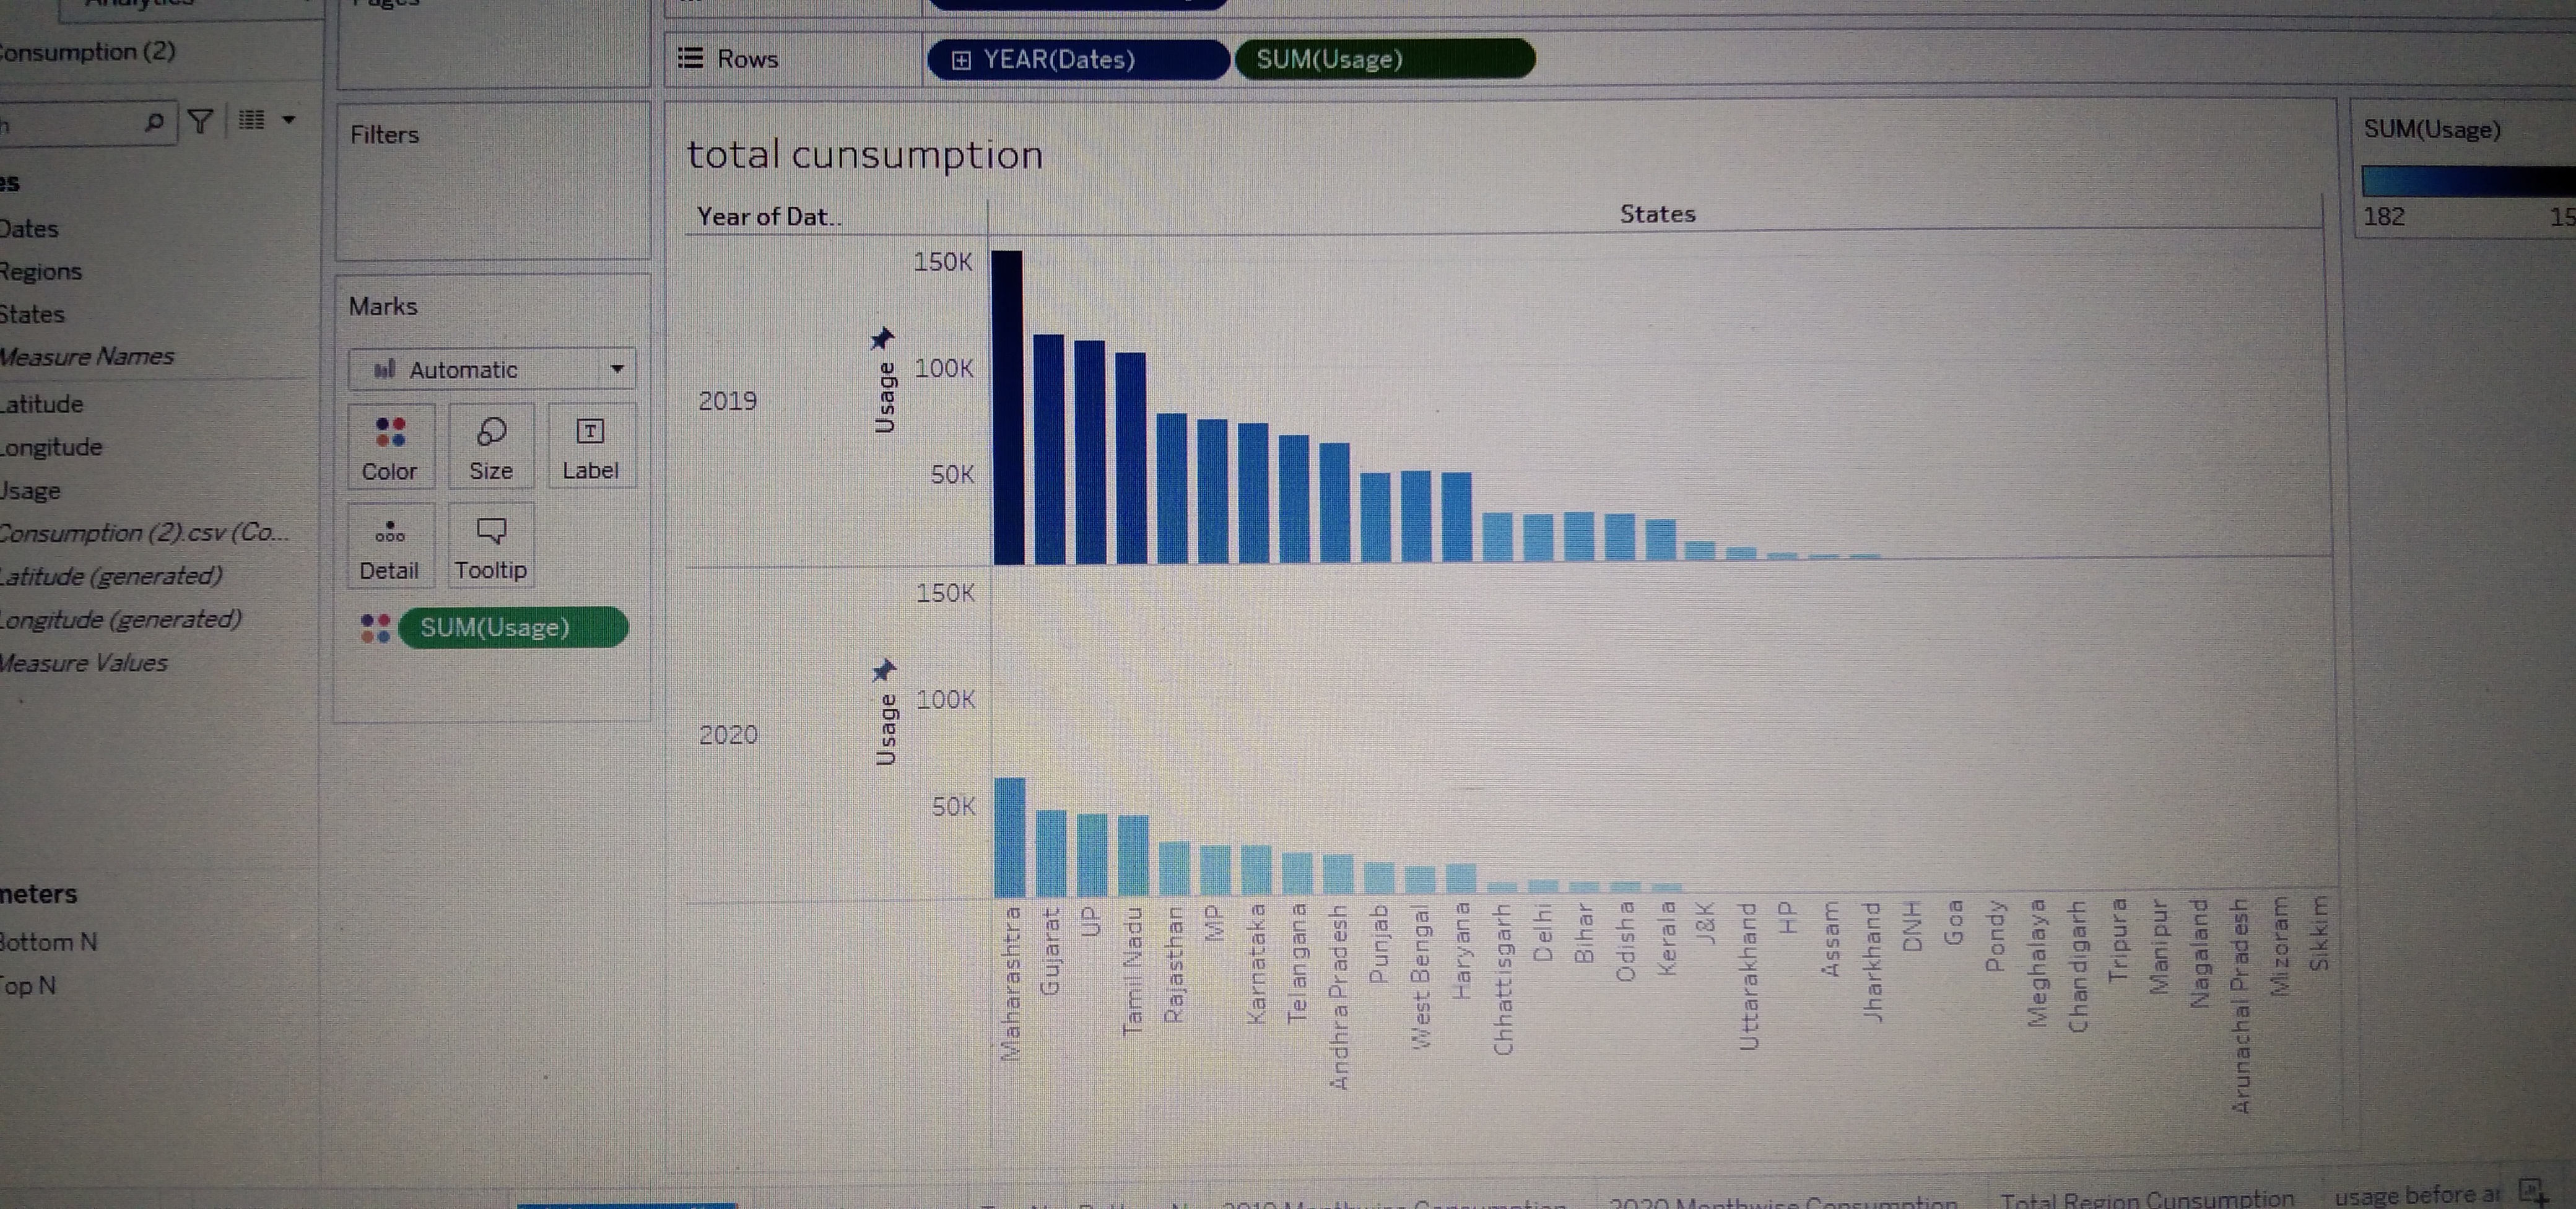 onsumption (2)
Rows
YEAR(Dates)
SUM(Usage)
es
Dates
Regions
States
Measure Names
Latitude
Longitude
Usage
Consumption (2).csv (Co...
Latitude (generated)
Longitude (generated)
Measure Values
meters
Bottom N
Top N
Filters
Marks
Automatic
Color
Size
Label
Detail
Tooltip
SUM(Usage)
total cunsumption
Year of Dat..
States
2019
Usage
150K
100K
50K
2020
Usage
150K
100K
50K
Maharashtra
Gujarat
UP
Tamil Nadu
Rajasthan
MP
Karnataka
Telangana
Andhra Pradesh
Punjab
West Bengal
Haryana
Chhattisgarh
Delhi
Bihar
Odisha
Kerala
J&K
Uttarakhand
HP
Assam
Jharkhand
DNH
Goa
Pondy
Meghalaya
Chandigarh
Tripura
Manipur
Nagaland
Arunachal Pradesh
Mizoram
Sikkim
SUM(Usage)
182
15
2019 Monthwise Consumption
2020 Monthwise Consumption
Total Region Cunsumption
usage before